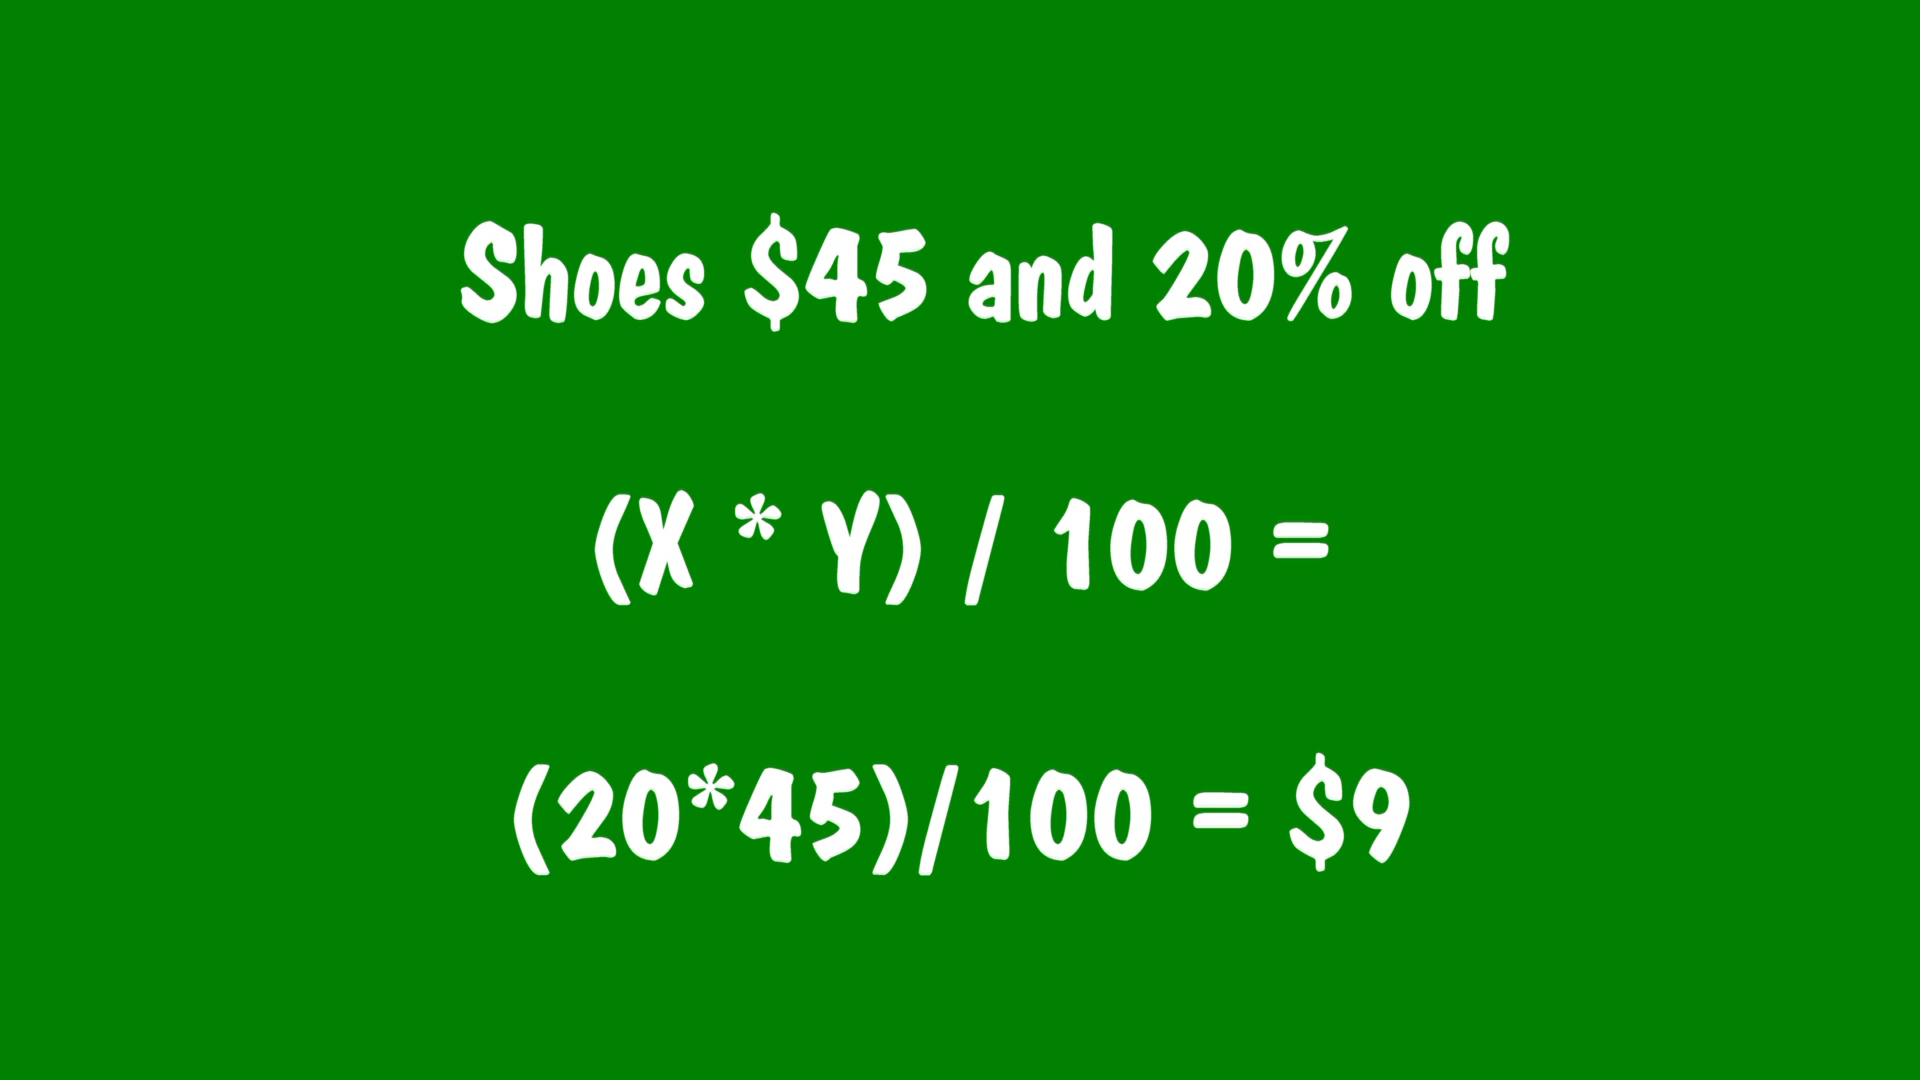 Shoes $45 and 20% off
(X * Y) / 100 =
(20*45)/100 = $9